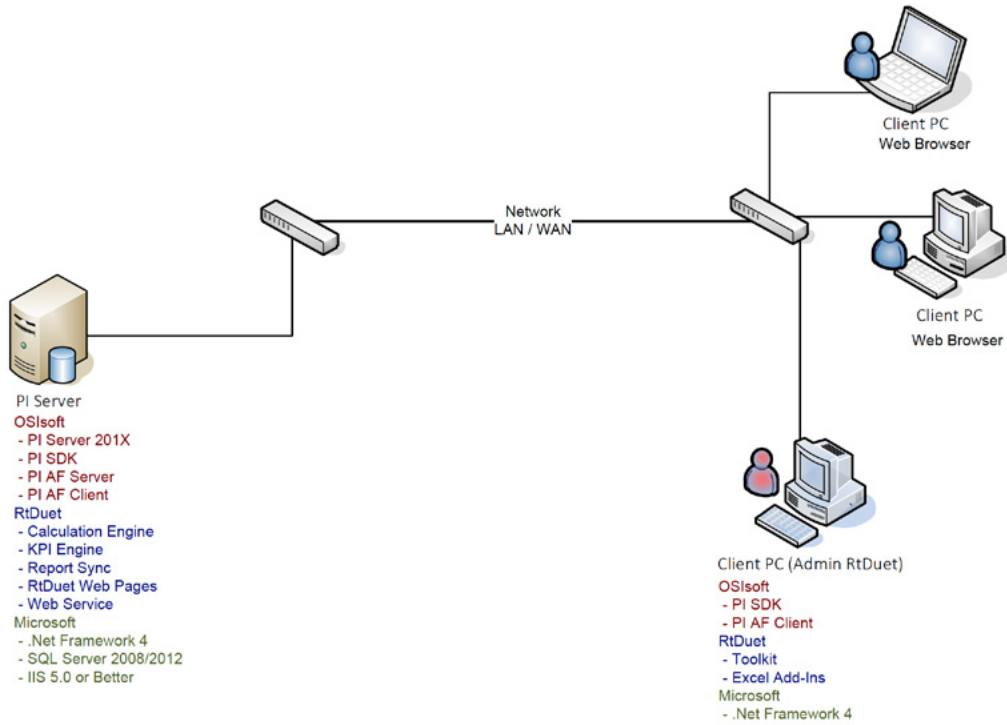 Client PC
Web Browser
Network
LAN / WAN
Client PC
Web Browser
PI Server
OSIsoft
- PI Server 201X
- PI SDK
- PI AF Server
- PI AF Client
RtDuet
- Calculation Engine
- KPI Engine
- Report Sync
- RtDuet Web Pages
- Web Service
Microsoft
- .Net Framework 4
- SQL Server 2008/2012
- IIS 5.0 or Better
Client PC (Admin RtDuet)
OSIsoft
- PI SDK
- PI AF Client
RtDuet
- Toolkit
- Excel Add-Ins
Microsoft
- .Net Framework 4